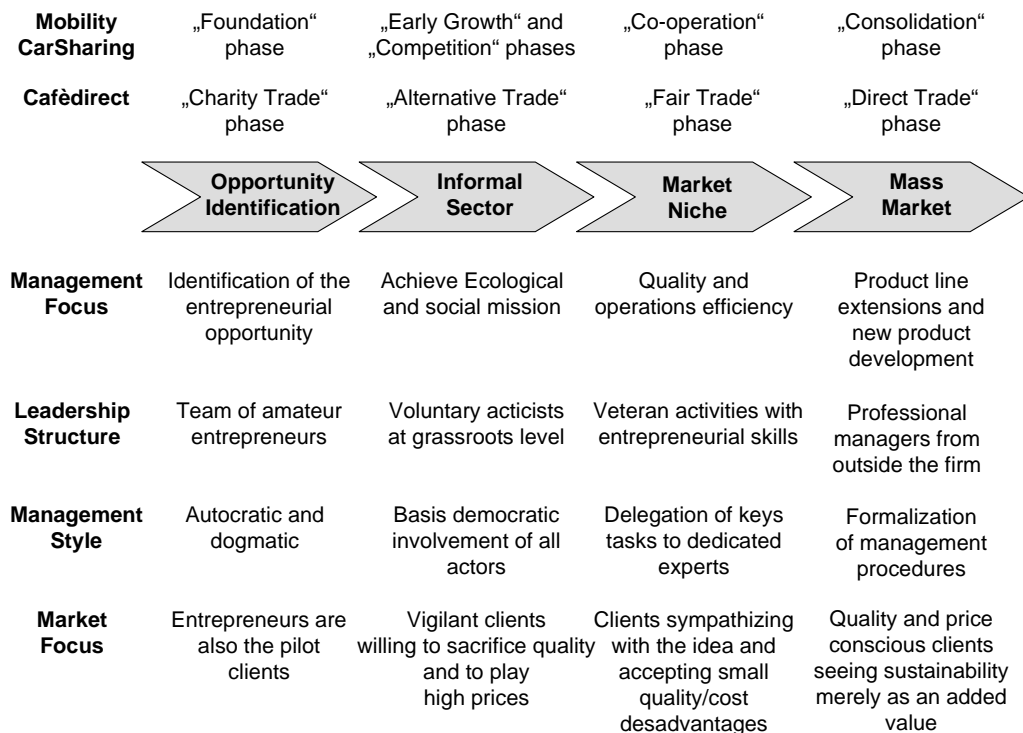 Mobility CarSharing
„Foundation“ phase
„Early Growth“ and „Competition“ phases
„Co-operation“ phase
„Consolidation“ phase
Cafèdirect
„Charity Trade“ phase
„Alternative Trade“ phase
„Fair Trade“ phase
„Direct Trade“ phase
Opportunity Identification
Informal Sector
Market Niche
Mass Market
Management Focus
Identification of the entrepreneurial opportunity
Achieve Ecological and social mission
Quality and operations efficiency
Product line extensions and new product development
Leadership Structure
Team of amateur entrepreneurs
Voluntary acticists at grassroots level
Veteran activities with entrepreneurial skills
Professional managers from outside the firm
Management Style
Autocratic and dogmatic
Basis democratic involvement of all actors
Delegation of keys tasks to dedicated experts
Formalization of management procedures
Market Focus
Entrepreneurs are also the pilot clients
Vigilant clients willing to sacrifice quality and to play high prices
Clients sympathizing with the idea and accepting small quality/cost desadvantages
Quality and price conscious clients seeing sustainability merely as an added value